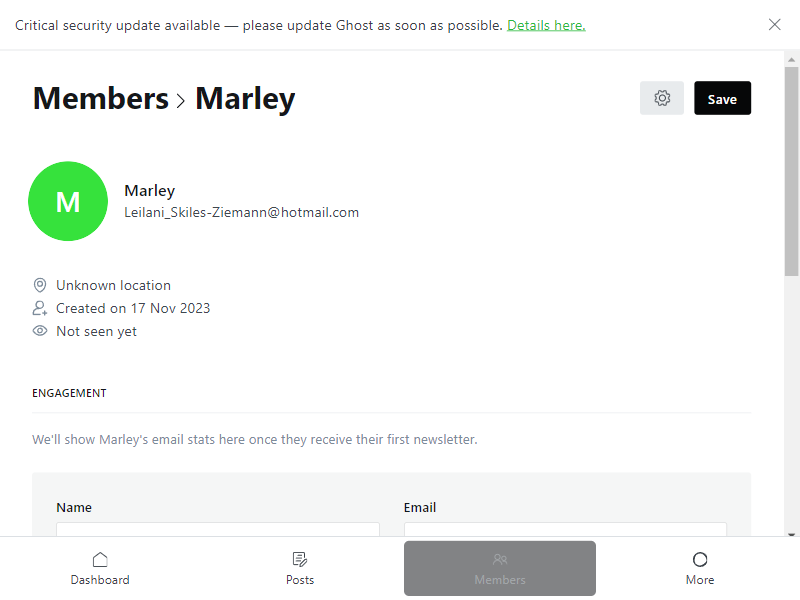 Critical security update available — please update Ghost as soon as possible. Details here.
Members > Marley
Save
M
Marley
Leilani_Skiles-Ziemann@hotmail.com
Unknown location
Created on 17 Nov 2023
Not seen yet
ENGAGEMENT
We'll show Marley's email stats here once they receive their first newsletter.
Name Email
Dashboard Posts Members More